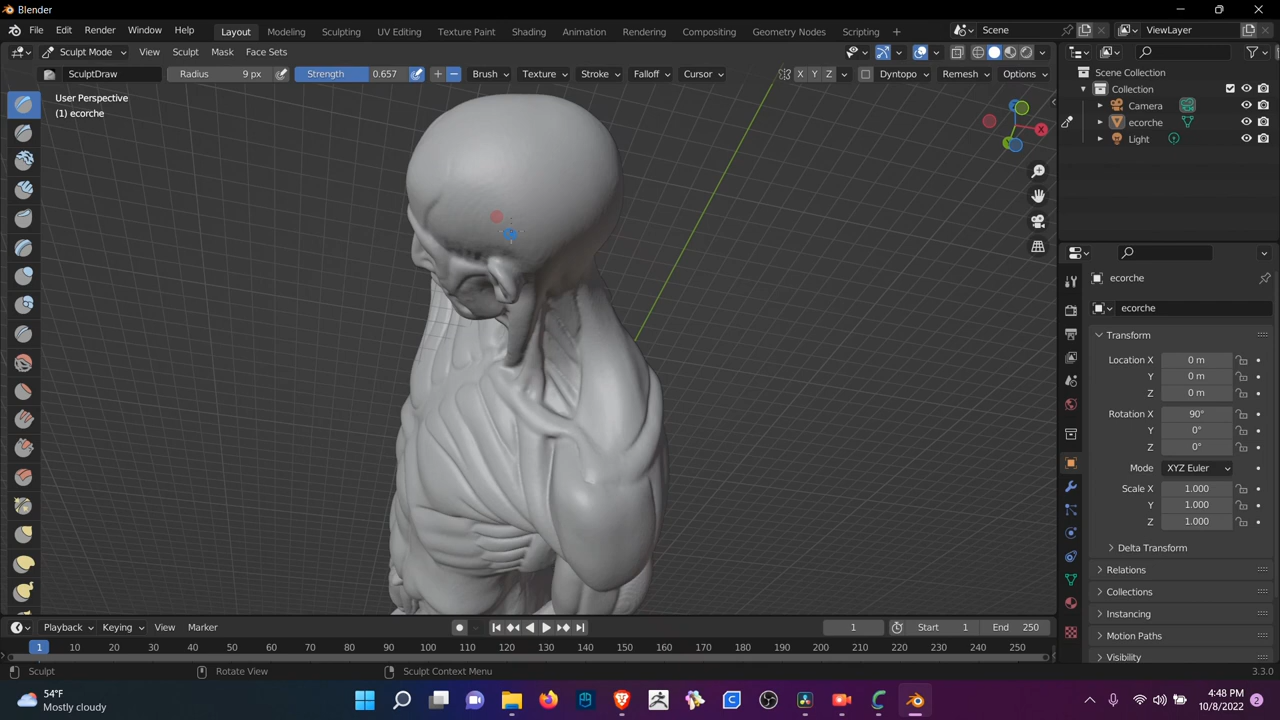 Blender
File Edit Render Window Help Layout Modeling Sculpting UV Editing Texture Paint Shading Animation Rendering Compositing Geometry Nodes Scripting + Scene ViewLayer
Sculpt Mode View Sculpt Mask Face Sets
SculptDraw Radius 9 px Strength 0.657 Brush Texture Stroke Falloff Cursor X Y Z Dyntopo Remesh Options
Scene Collection
Collection
Camera
ecorche
Light
User Perspective
(1) ecorche
X
ecorche
ecorche
Transform
Location X 0 m
Y 0 m
Z 0 m
Rotation X 90°
Y 0°
Z 0°
Mode XYZ Euler
Scale X 1.000
Y 1.000
Z 1.000
Delta Transform
Relations
Collections
Instancing
Motion Paths
Visibility
Playback Keying View Marker 1 Start 1 End 250
1 10 20 30 40 50 60 70 80 90 100 110 120 130 140 150 160 170 180 190 200 210 220 230 240 250
Sculpt Rotate View Sculpt Context Menu 3.3.0
54°F
Mostly cloudy
4:48 PM
10/8/2022
2